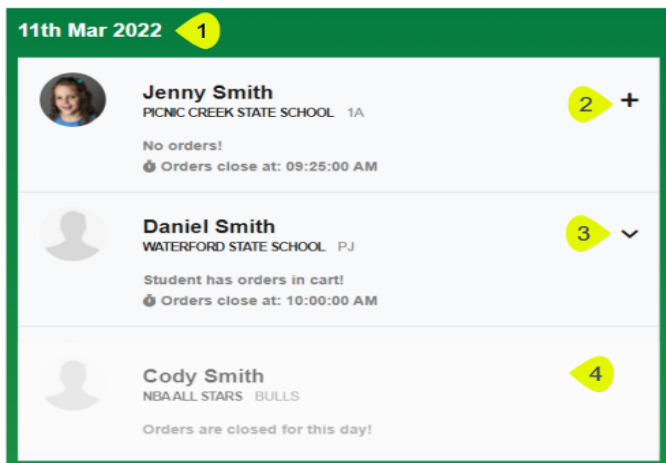 11th Mar 2022 1
Jenny Smith
PICNIC CREEK STATE SCHOOL 1A
2 +
No orders!
Orders close at: 09:25:00 AM
Daniel Smith
WATERFORD STATE SCHOOL PJ
3
Student has orders in cart!
Orders close at: 10:00:00 AM
Cody Smith
4
NBA ALL STARS BULLS
Orders are closed for this day!